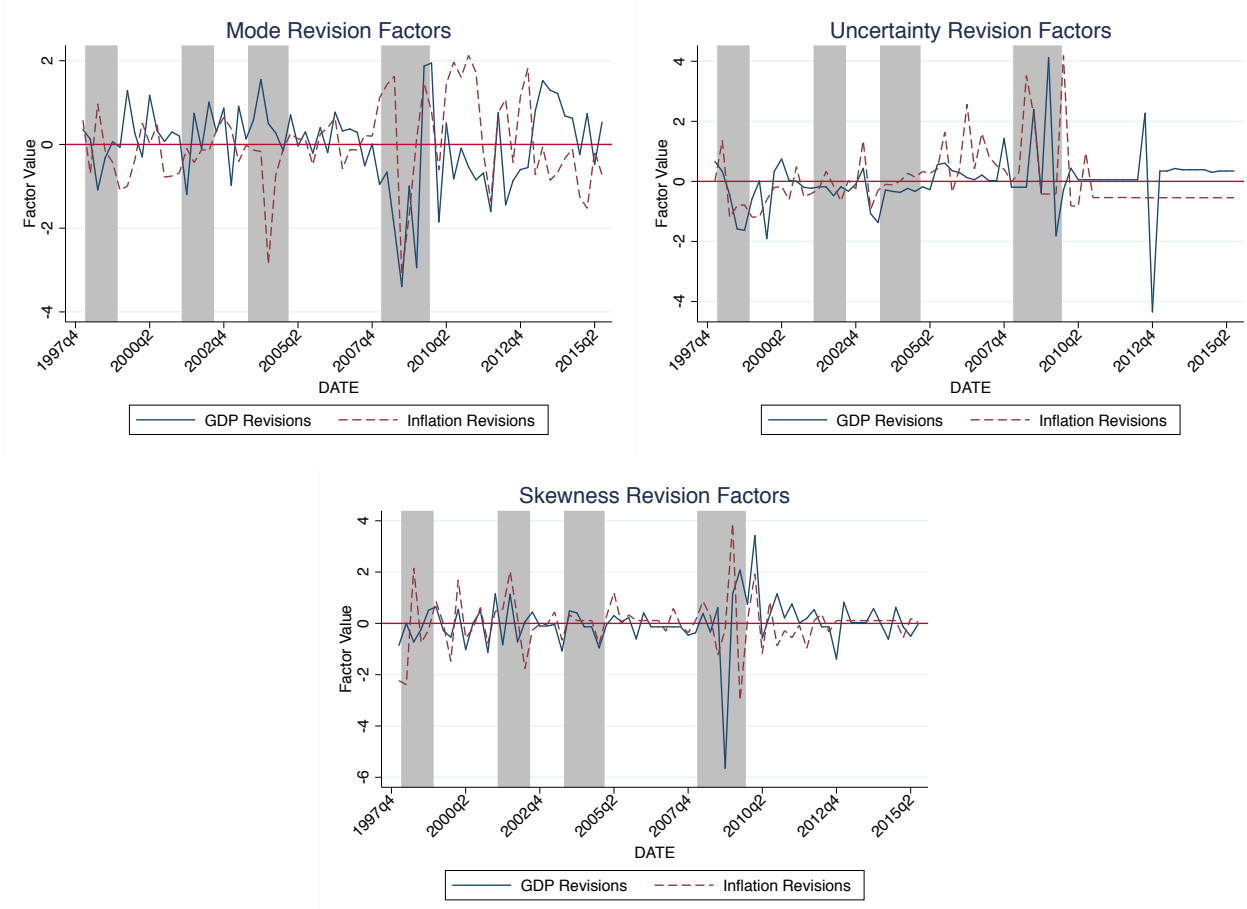 Mode Revision Factors
Factor Value
2
0
-2
-4
1997q4
2000q2
2002q4
2005q2
2007q4
2010q2
2012q4
2015q2
DATE
GDP Revisions
Inflation Revisions
Uncertainty Revision Factors
Factor Value
4
2
0
-2
-4
1997q4
2000q2
2002q4
2005q2
2007q4
2010q2
2012q4
2015q2
DATE
GDP Revisions
Inflation Revisions
Skewness Revision Factors
Factor Value
4
2
0
-2
-4
-6
1997q4
2000q2
2002q4
2005q2
2007q4
2010q2
2012q4
2015q2
DATE
GDP Revisions
Inflation Revisions